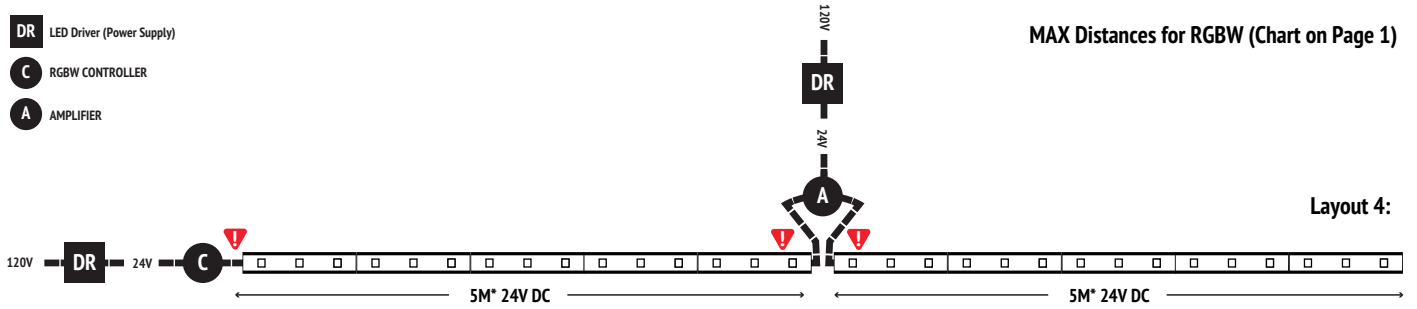 DR LED Driver (Power Supply)
C RGBW CONTROLLER
A AMPLIFIER
MAX Distances for RGBW (Chart on Page 1)
120V
DR
24V
A
Layout 4:
! ! !
120V DR 24V C
5M* 24V DC 5M* 24V DC